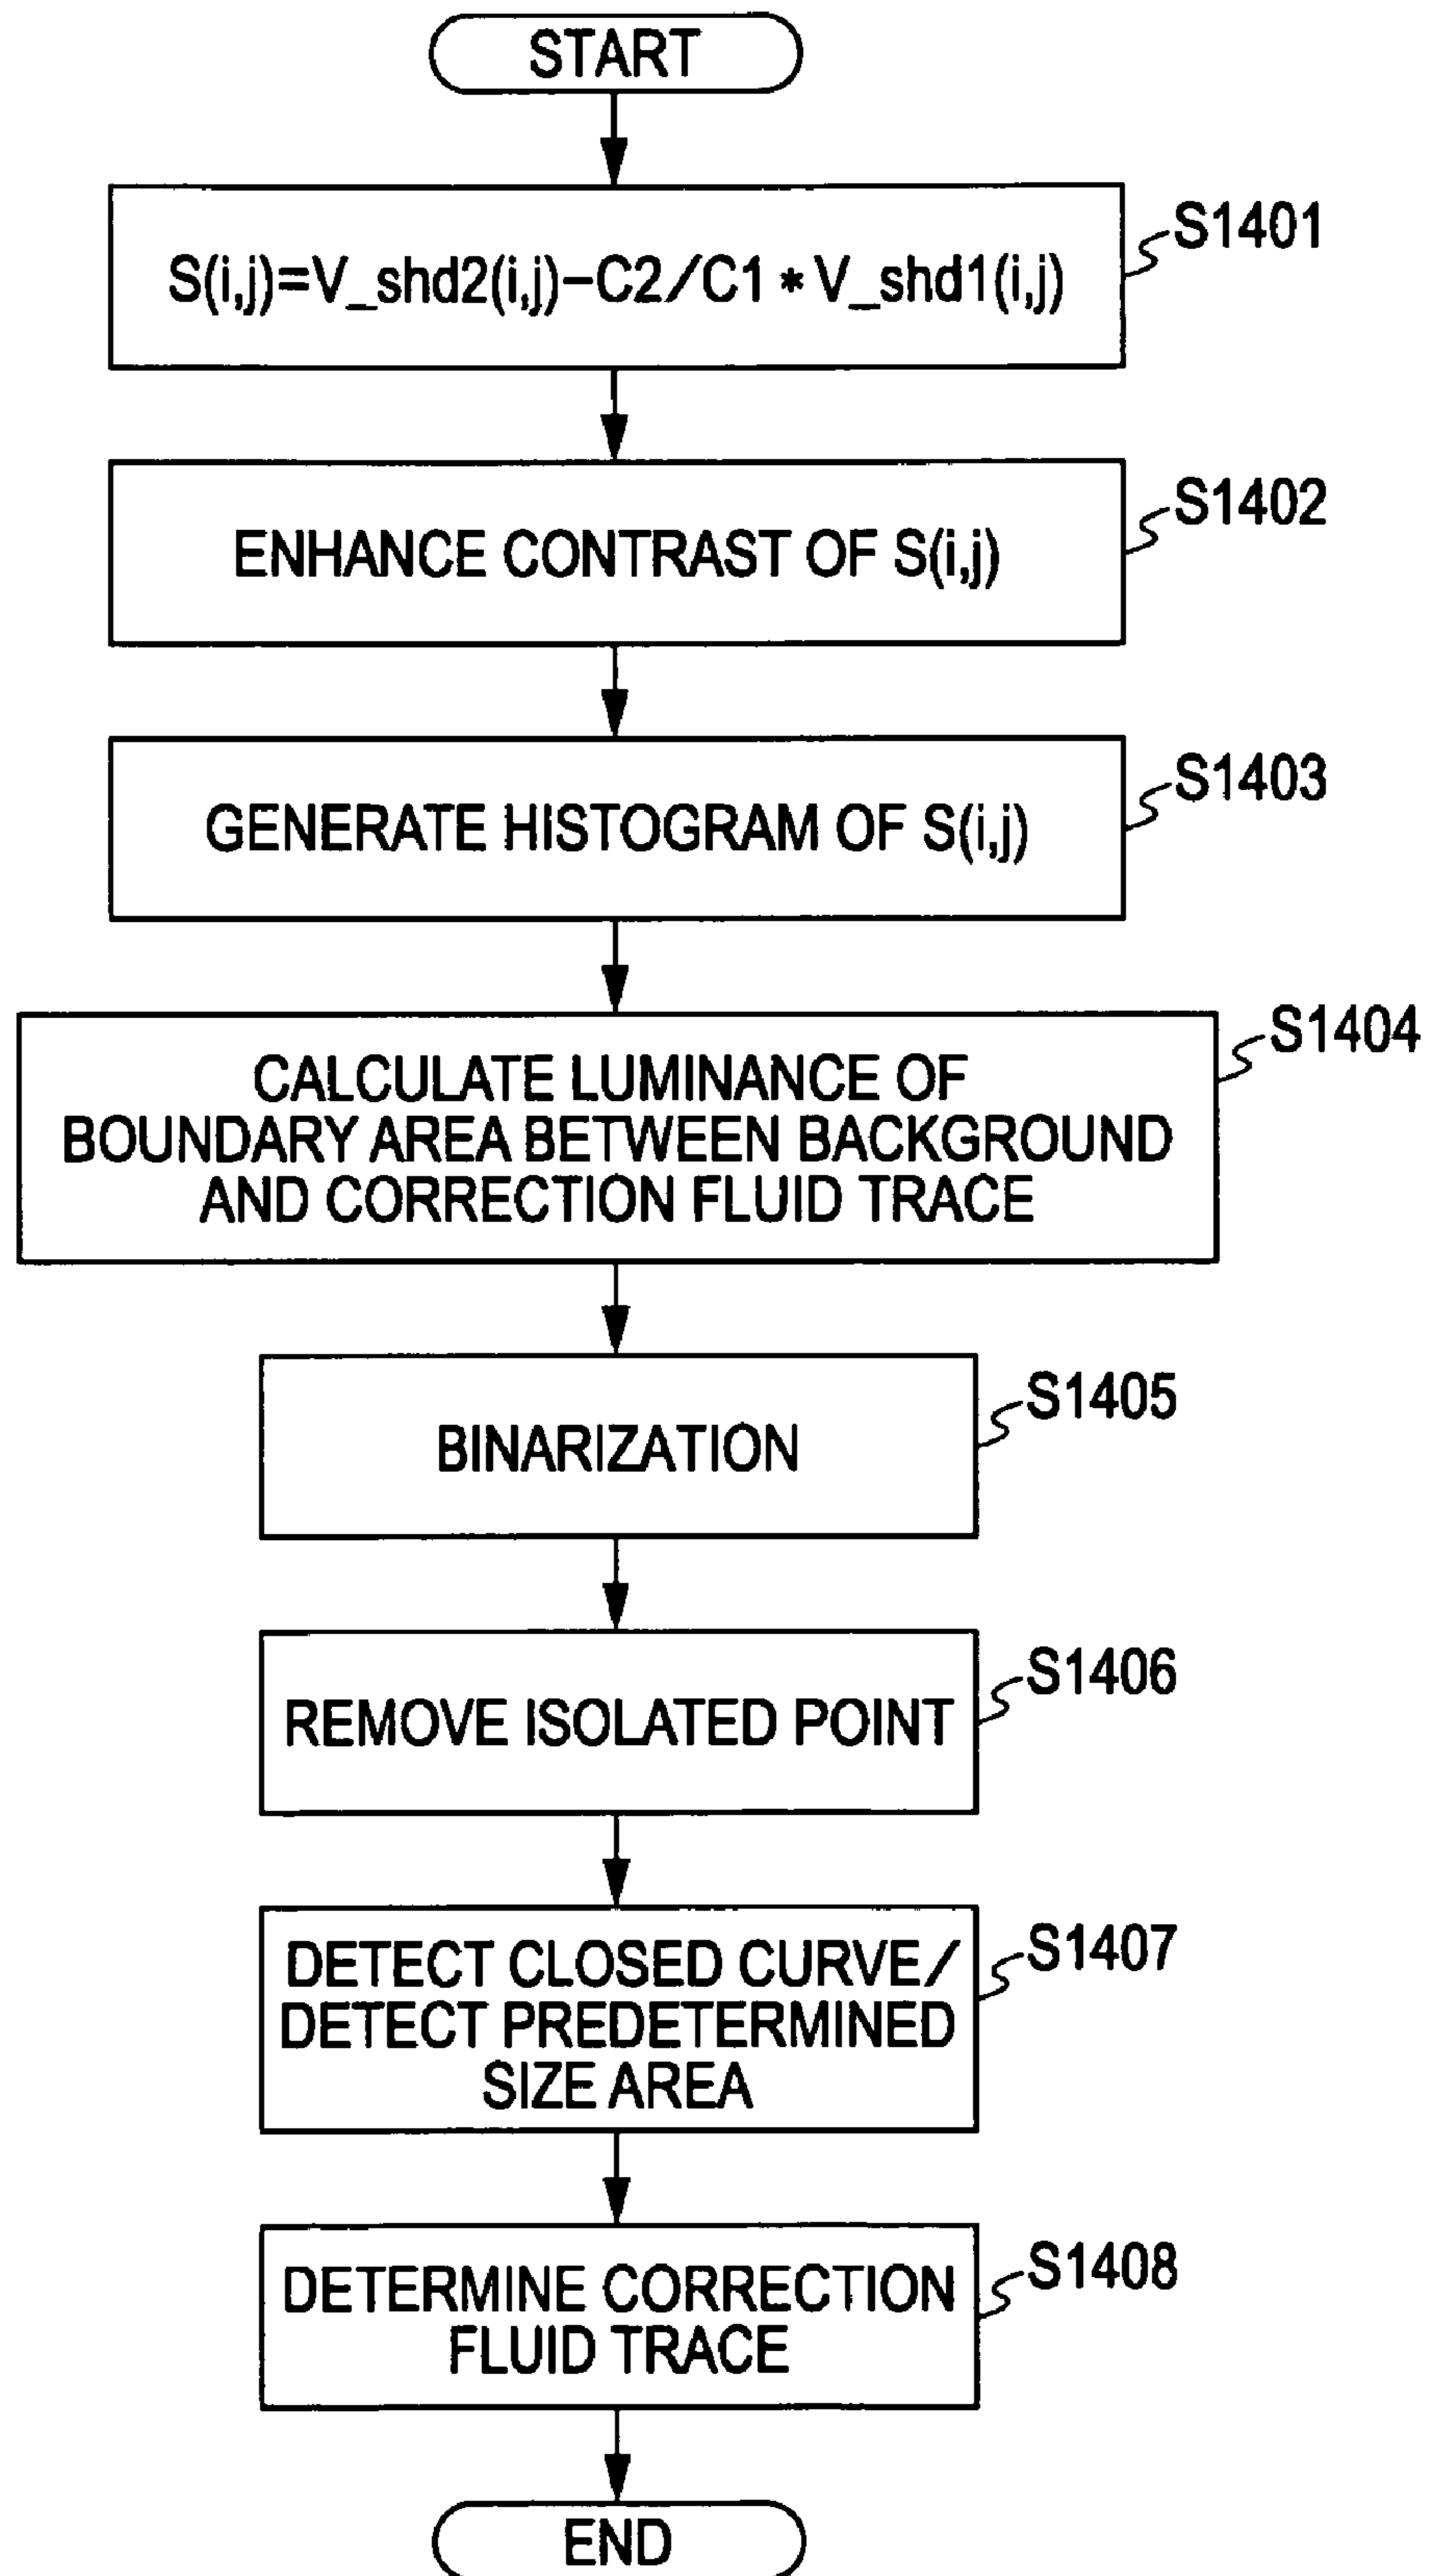 START
S(i,j)=V_shd2(i,j)−C2/C1*V_shd1(i,j)
S1401
ENHANCE CONTRAST OF S(i,j)
S1402
GENERATE HISTOGRAM OF S(i,j)
S1403
CALCULATE LUMINANCE OF
BOUNDARY AREA BETWEEN BACKGROUND
AND CORRECTION FLUID TRACE
S1404
BINARIZATION
S1405
REMOVE ISOLATED POINT
S1406
DETECT CLOSED CURVE/
DETECT PREDETERMINED
SIZE AREA
S1407
DETERMINE CORRECTION
FLUID TRACE
S1408
END